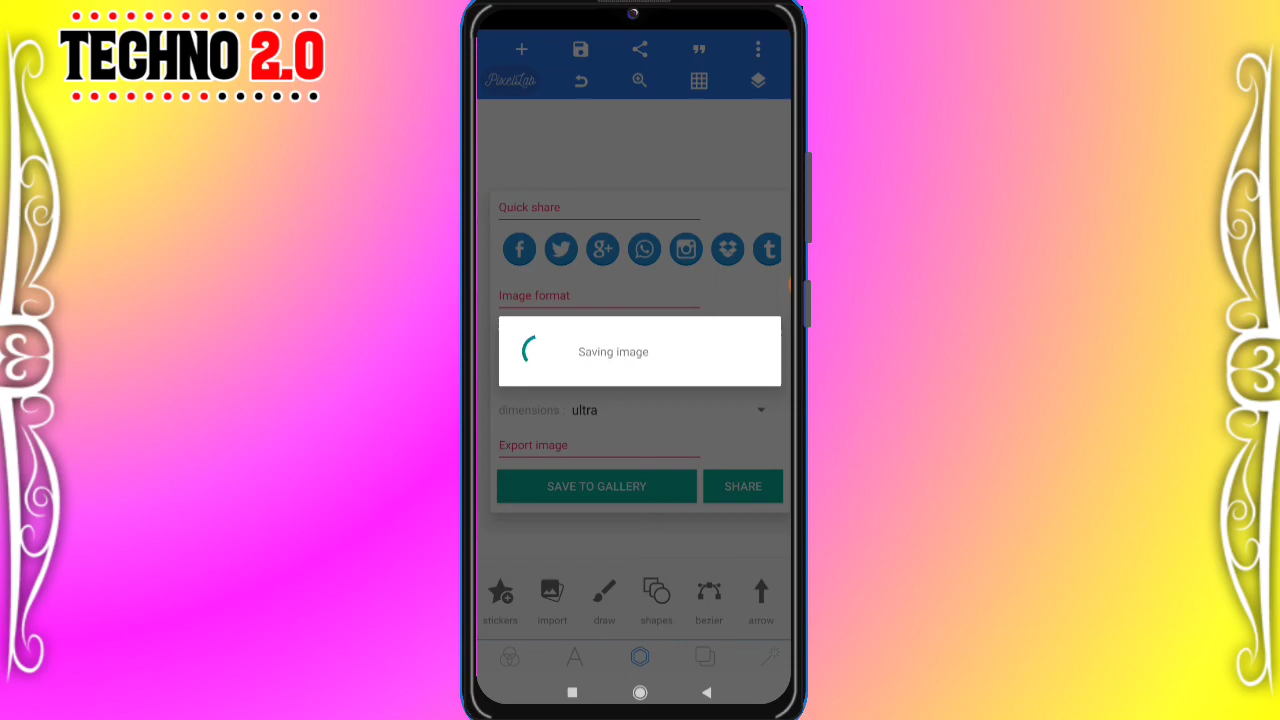 TECHNO 2.0
PixelLab
Quick share
Image format
Saving image
dimensions : ultra
Export image
SAVE TO GALLERY SHARE
stickers import draw shapes bezier arrow